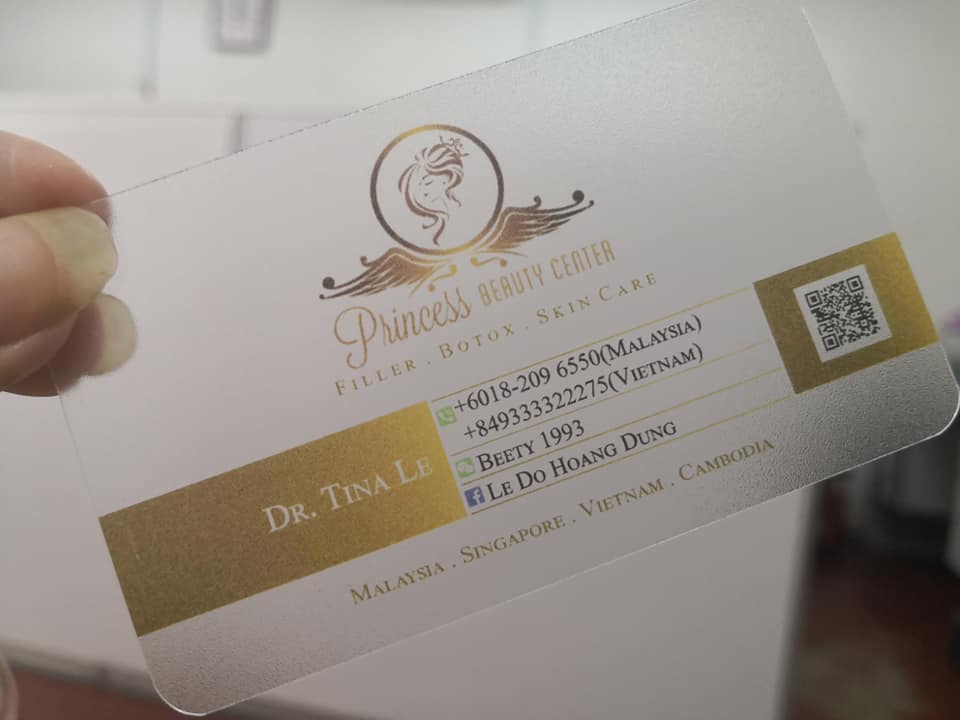 Princess BEAUTY CENTER
FILLER . BOTOX . SKIN CARE
+6018-209 6550(MALAYSIA)
+849333322275(VIETNAM)
BEETY 1993
LE DO HOANG DUNG
DR. TINA LE
MALAYSIA . SINGAPORE . VIETNAM . CAMBODIA